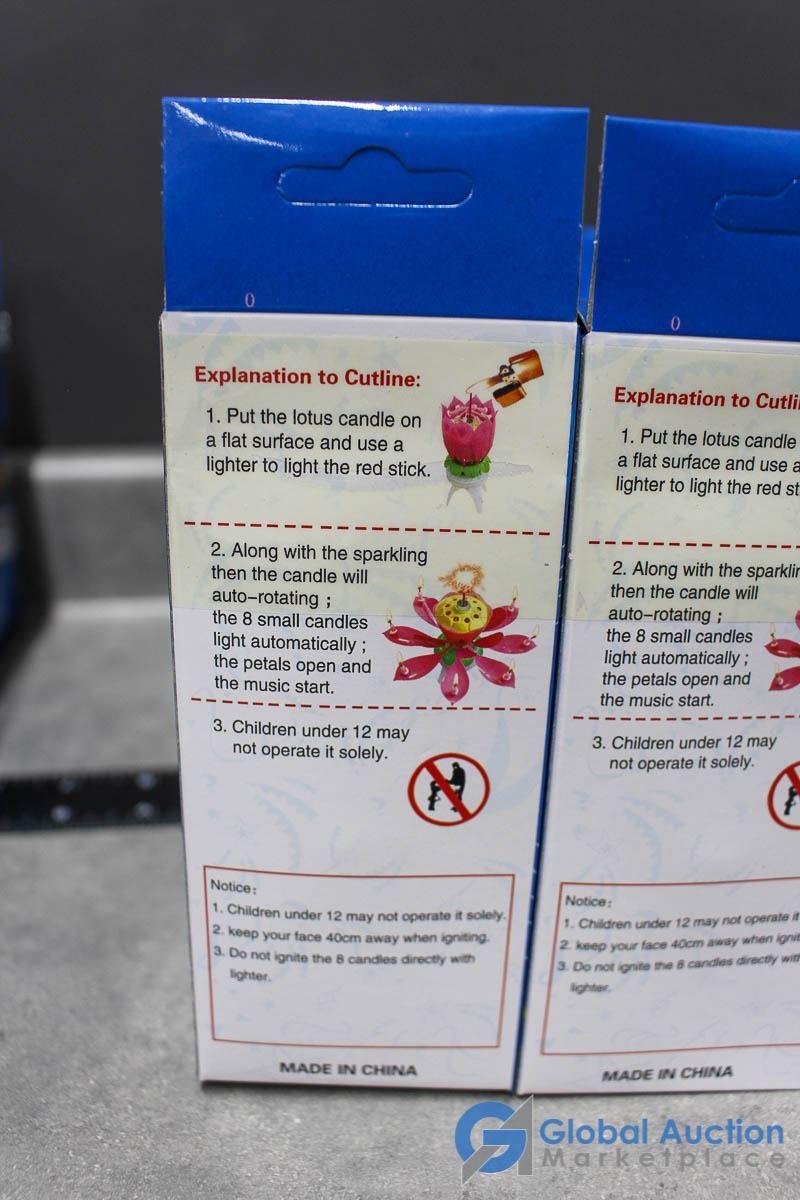 0
Explanation to Cutline:
1. Put the lotus candle on
a flat surface and use a
lighter to light the red stick.
2. Along with the sparkling
then the candle will
auto-rotating ;
the 8 small candles
light automatically ;
the petals open and
the music start.
3. Children under 12 may
not operate it solely.
Notice:
1. Children under 12 may not operate it solely.
2. keep your face 40cm away when igniting.
3. Do not ignite the 8 candles directly with
lighter.
MADE IN CHINA
0
Explanation to
1. Put the lotus candle
a flat surface and use a
lighter to light the red
2. Along with the
then the candle will
auto-rotating ;
the 8 small candles
light automatically ;
the petals open and
the music start.
3. Children under 12 may
not operate it solely.
Notice:
1. Children under 12 may not operate it
2. keep your face 40cm away when
3. Do not ignite the 8 candles directly
lighter.
MADE IN CHINA
Global Auction
Marketplace